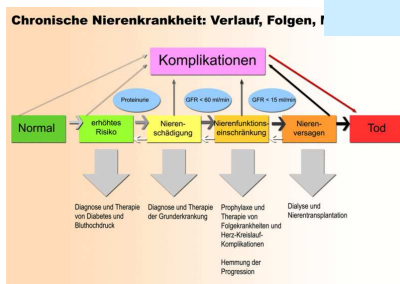 Chronische Nierenkrankheit: Verlauf, Folgen,
Komplikationen
Proteinurie
GFR < 60 ml/min
GFR < 15 ml/min
Normal
erhöhtes
Risiko
Nieren-
schädigung
Nierenfunktions-
einschränkung
Nieren-
versagen
Tod
Diagnose und Therapie
von Diabetes und
Bluthochdruck
Diagnose und Therapie
der Grunderkrankung
Prophylaxe und
Therapie von
Folgekrankheiten und
Herz-Kreislauf-
Komplikationen
Hemmung der
Progression
Dialyse und
Nierentransplantation